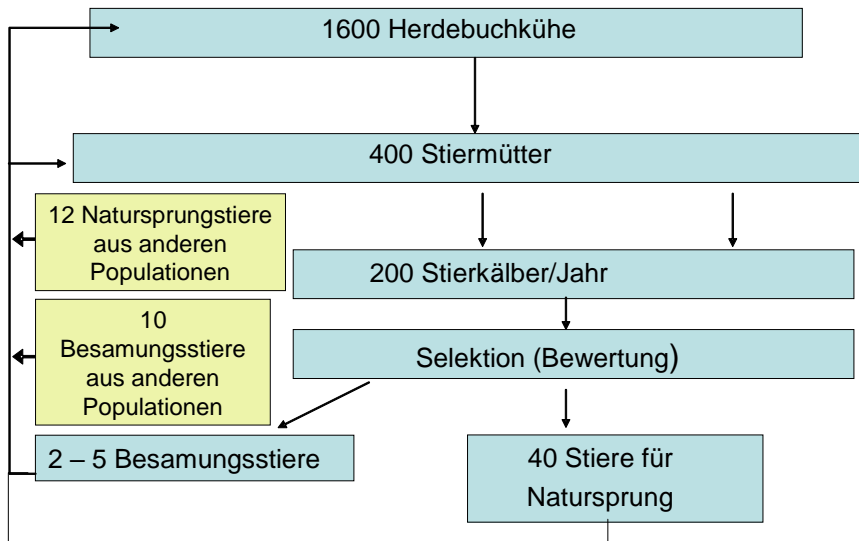 1600 Herdebuchkühe
400 Stiermütter
12 Natursprungstiere
aus anderen
Populationen
200 Stierkälber/Jahr
10
Besamungsstiere
aus anderen
Populationen
Selektion (Bewertung)
2 – 5 Besamungsstiere
40 Stiere für
Natursprung